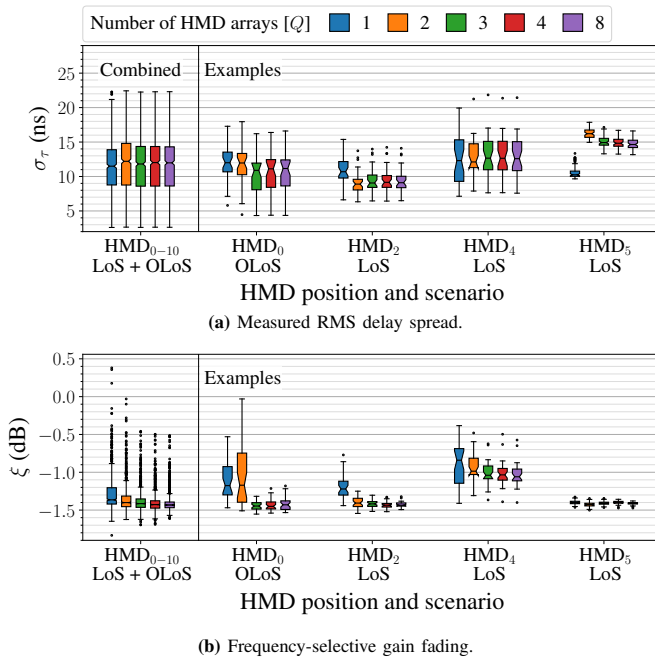 Number of HMD arrays [Q] 1 2 3 4 8
Combined Examples
25
20
15
10
5
σ_τ (ns)
HMD₀₋₁₀ HMD₀ HMD₂ HMD₄ HMD₅
LoS + OLoS OLoS LoS LoS LoS
HMD position and scenario
(a) Measured RMS delay spread.
0.5
Examples
0.0
−0.5
−1.0
−1.5
ξ (dB)
HMD₀₋₁₀ HMD₀ HMD₂ HMD₄ HMD₅
LoS + OLoS OLoS LoS LoS LoS
HMD position and scenario
(b) Frequency-selective gain fading.